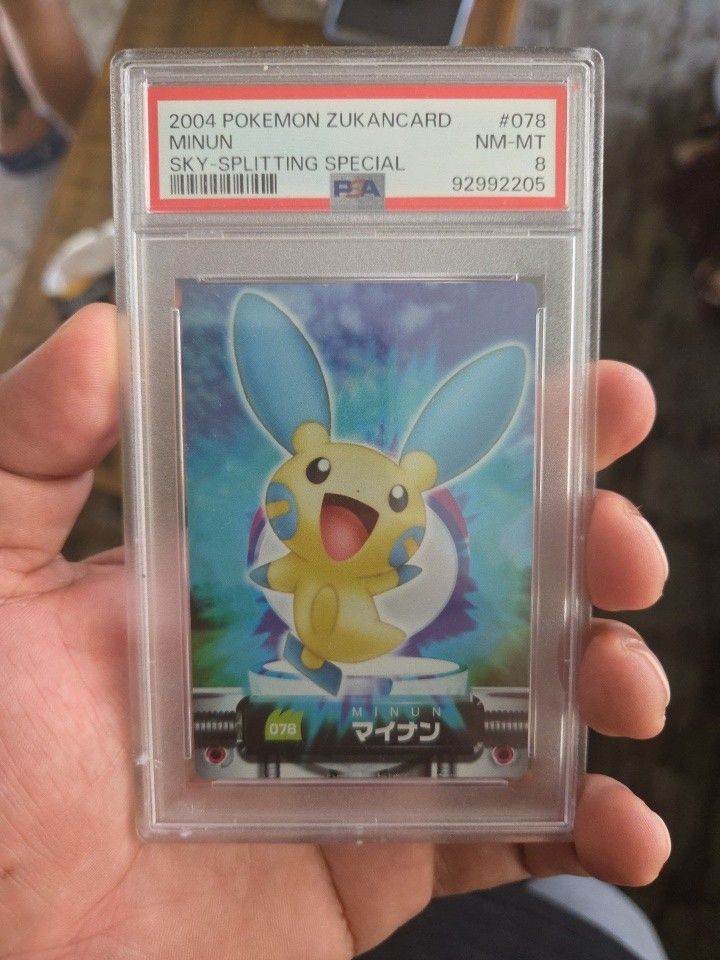 2004 POKEMON ZUKANCARD #078
MINUN NM-MT
SKY-SPLITTING SPECIAL 8
PSA 92992205
MINUN
078 マイナン